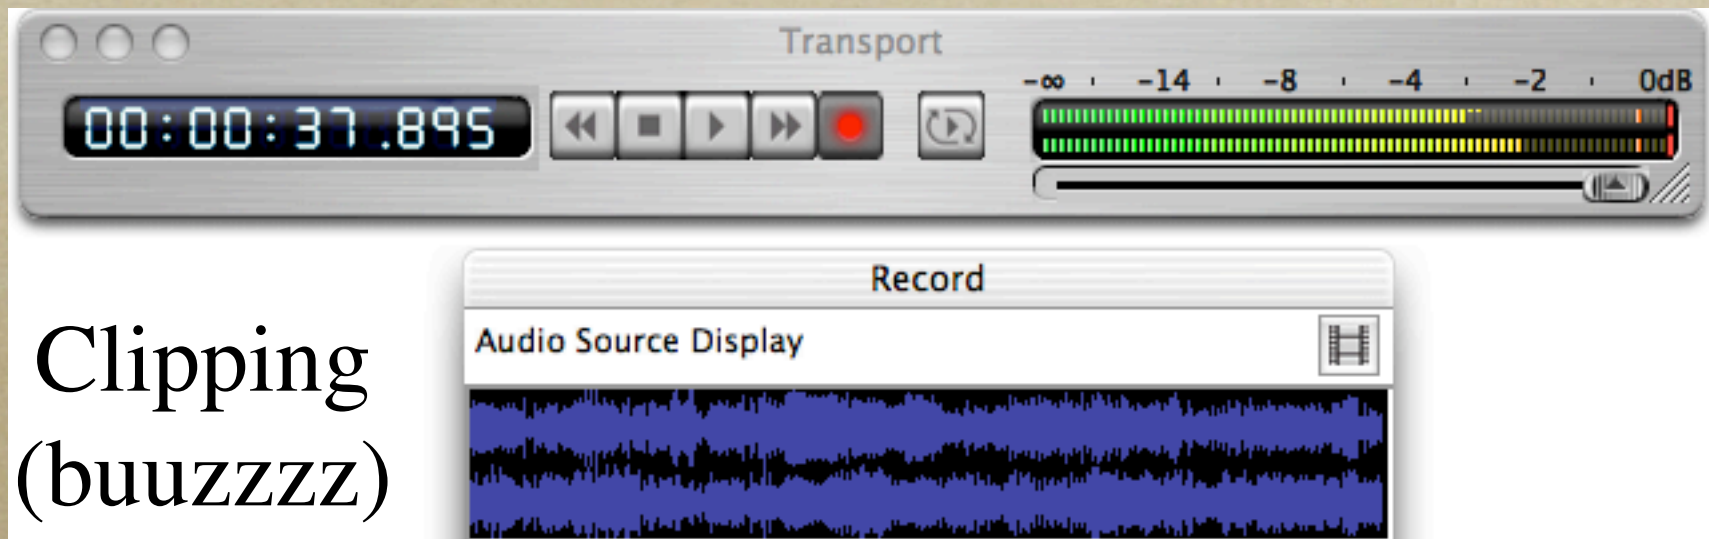 Transport
-∞ -14 -8 -4 -2 0dB
00:00:37.895
Record
Audio Source Display
Clipping
(buuzzzz)